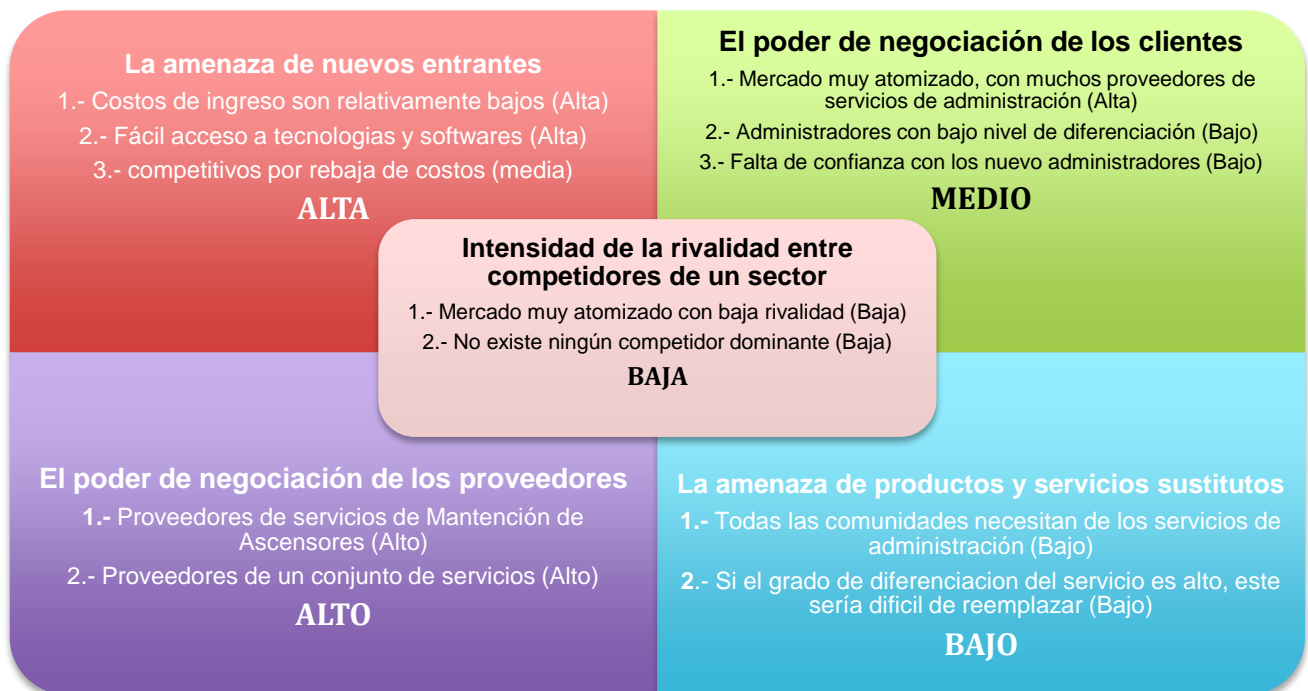 La amenaza de nuevos entrantes
1.- Costos de ingreso son relativamente bajos (Alta)
2.- Fácil acceso a tecnologias y softwares (Alta)
3.- competitivos por rebaja de costos (media)
ALTA
El poder de negociación de los clientes
1.- Mercado muy atomizado, con muchos proveedores de
servicios de administración (Alta)
2.- Administradores con bajo nivel de diferenciación (Bajo)
3.- Falta de confianza con los nuevo administradores (Bajo)
MEDIO
Intensidad de la rivalidad entre
competidores de un sector
1.- Mercado muy atomizado con baja rivalidad (Baja)
2.- No existe ningún competidor dominante (Baja)
BAJA
El poder de negociación de los proveedores
1.- Proveedores de servicios de Mantención de
Ascensores (Alto)
2.- Proveedores de un conjunto de servicios (Alto)
ALTO
La amenaza de productos y servicios sustitutos
1.- Todas las comunidades necesitan de los servicios de
administración (Bajo)
2.- Si el grado de diferenciacion del servicio es alto, este
sería dificil de reemplazar (Bajo)
BAJO